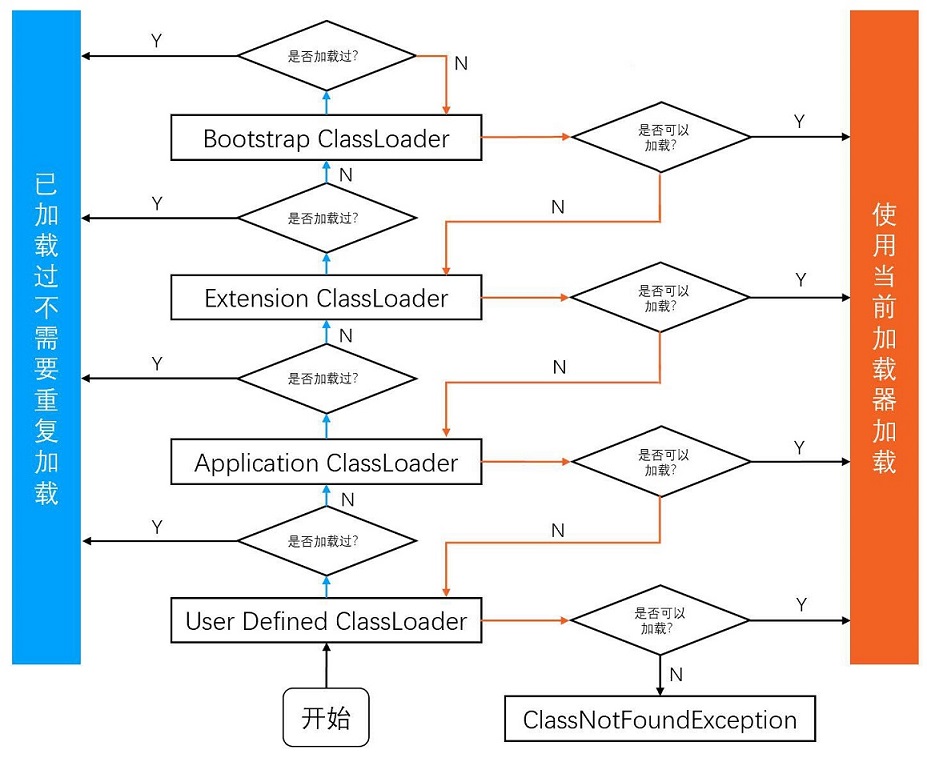 已加载过不需要重复加载
Y
是否加载过?
N
Bootstrap ClassLoader
是否可以
加载?
Y
N
Y
是否加载过?
N
Extension ClassLoader
是否可以
加载?
Y
N
Y
是否加载过?
N
Application ClassLoader
是否可以
加载?
Y
N
Y
是否加载过?
N
User Defined ClassLoader
是否可以
加载?
Y
N
开始
ClassNotFoundException
使用当前加载器加载